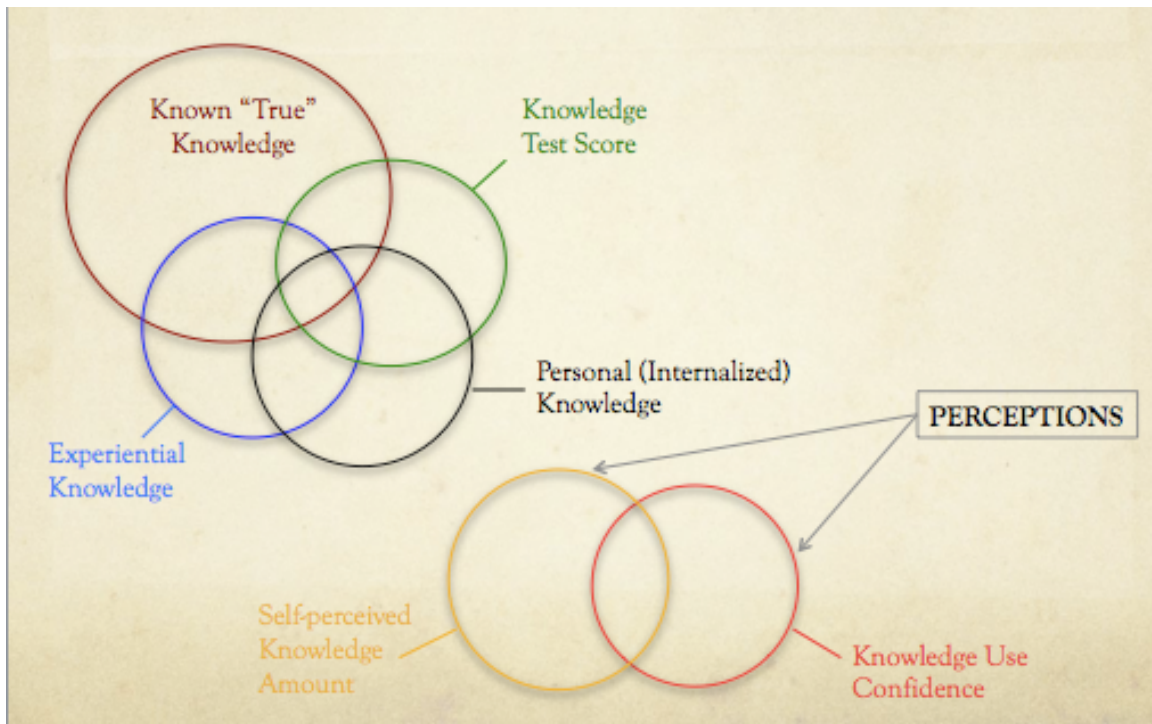 Known “True”
Knowledge
Knowledge
Test Score
Personal (Internalized)
Knowledge
PERCEPTIONS
Experiential
Knowledge
Self-perceived
Knowledge
Amount
Knowledge Use
Confidence